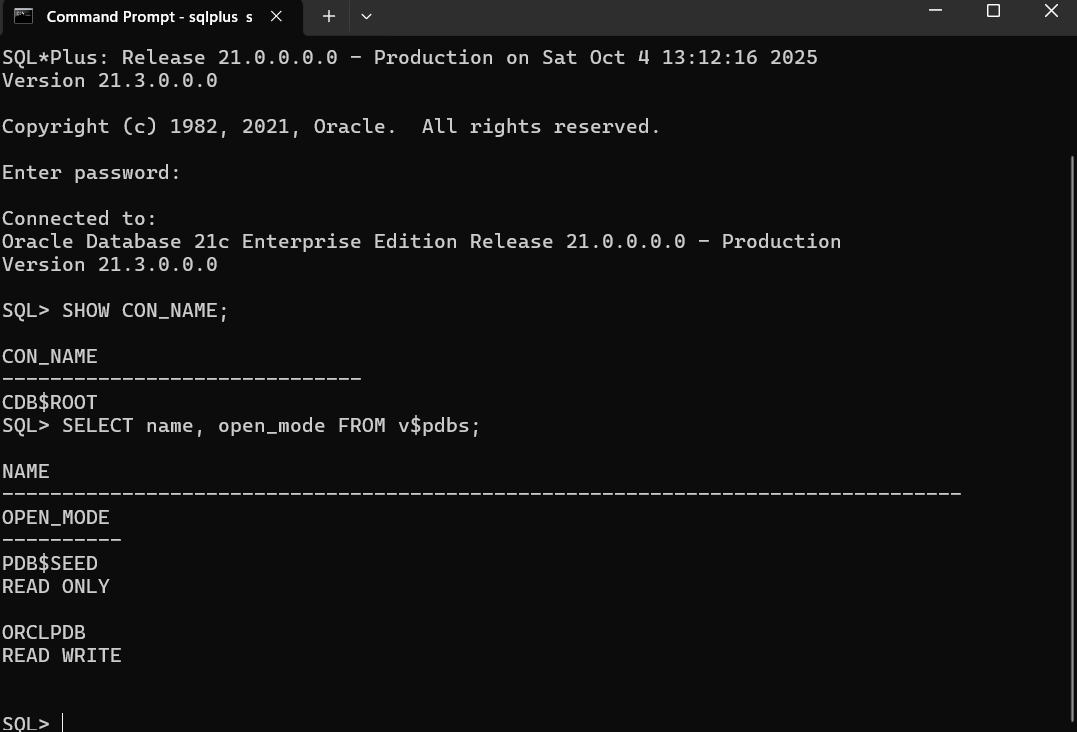 Command Prompt - sqlplus s
SQL*Plus: Release 21.0.0.0.0 - Production on Sat Oct 4 13:12:16 2025
Version 21.3.0.0.0
Copyright (c) 1982, 2021, Oracle.  All rights reserved.
Enter password:
Connected to:
Oracle Database 21c Enterprise Edition Release 21.0.0.0.0 - Production
Version 21.3.0.0.0
SQL> SHOW CON_NAME;
CON_NAME
------------------------------
CDB$ROOT
SQL> SELECT name, open_mode FROM v$pdbs;
NAME
--------------------------------------------------------------------------------
OPEN_MODE
----------
PDB$SEED
READ ONLY
ORCLPDB
READ WRITE
SQL>